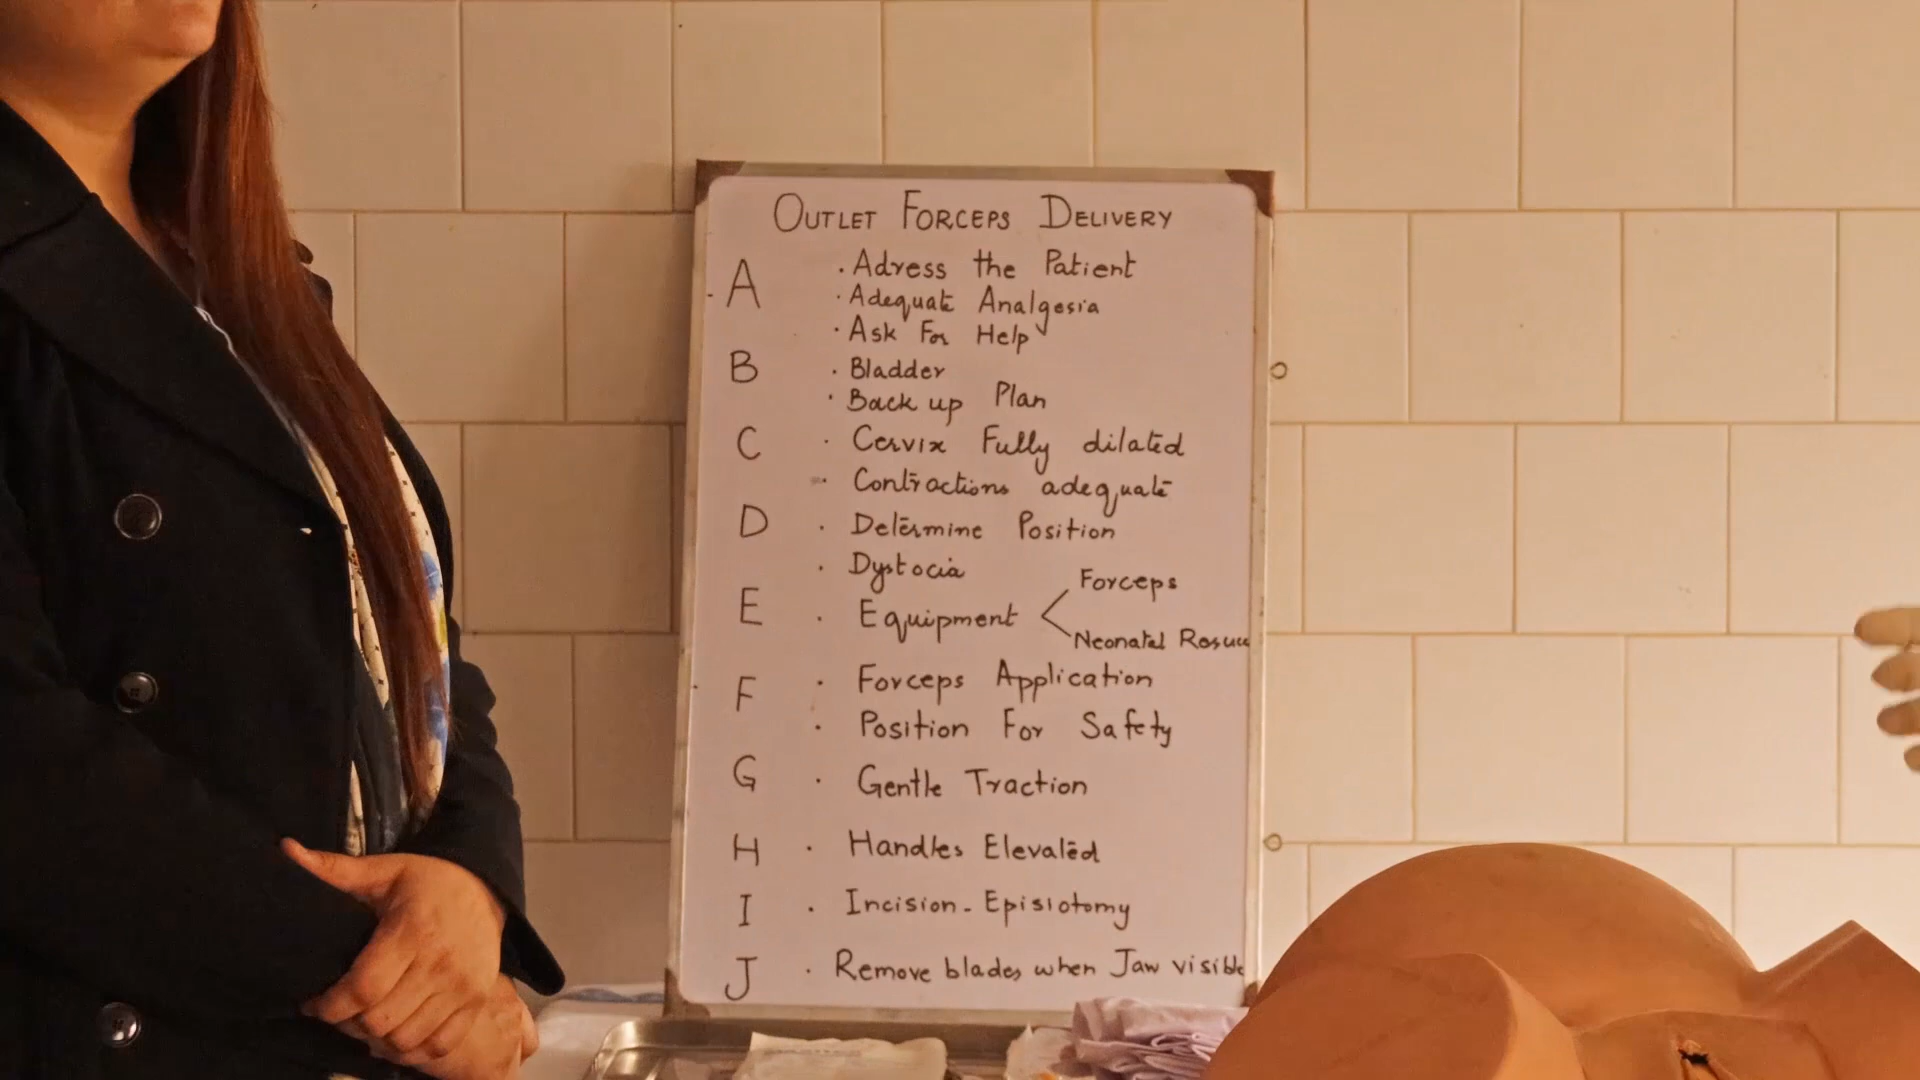 OUTLET FORCEPS DELIVERY
A · Adress the Patient
· Adequate Analgesia
· Ask For Help
B · Bladder
· Back up Plan
C · Cervix Fully dilated
· Contractions adequate
D · Determine Position
· Dystocia
E · Equipment < Forceps
Neonatal
F · Forceps Application
· Position For Safety
G · Gentle Traction
H · Handles Elevated
I · Incision - Episiotomy
J · Remove blades when Jaw visible